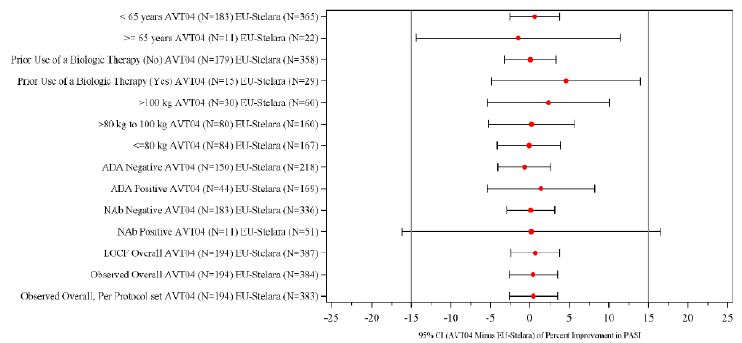 < 65 years AVT04 (N=183) EU-Stelara (N=365)
>= 65 years AVT04 (N=11) EU-Stelara (N=22)
Prior Use of a Biologic Therapy (No) AVT04 (N=179) EU-Stelara (N=358)
Prior Use of a Biologic Therapy (Yes) AVT04 (N=15) EU-Stelara (N=29)
>100 kg AVT04 (N=30) EU-Stelara (N=60)
>80 kg to 100 kg AVT04 (N=80) EU-Stelara (N=160)
<=80 kg AVT04 (N=84) EU-Stelara (N=167)
ADA Negative AVT04 (N=150) EU-Stelara (N=218)
ADA Positive AVT04 (N=44) EU-Stelara (N=169)
NAb Negative AVT04 (N=183) EU-Stelara (N=336)
NAb Positive AVT04 (N=11) EU-Stelara (N=51)
LOCF Overall AVT04 (N=194) EU-Stelara (N=387)
Observed Overall AVT04 (N=194) EU-Stelara (N=384)
Observed Overall, Per Protocol set AVT04 (N=194) EU-Stelara (N=383)
-25 -20 -15 -10 -5 0 5 10 15 20 25
95% CI (AVT04 Minus EU-Stelara) of Percent Improvement in PASI